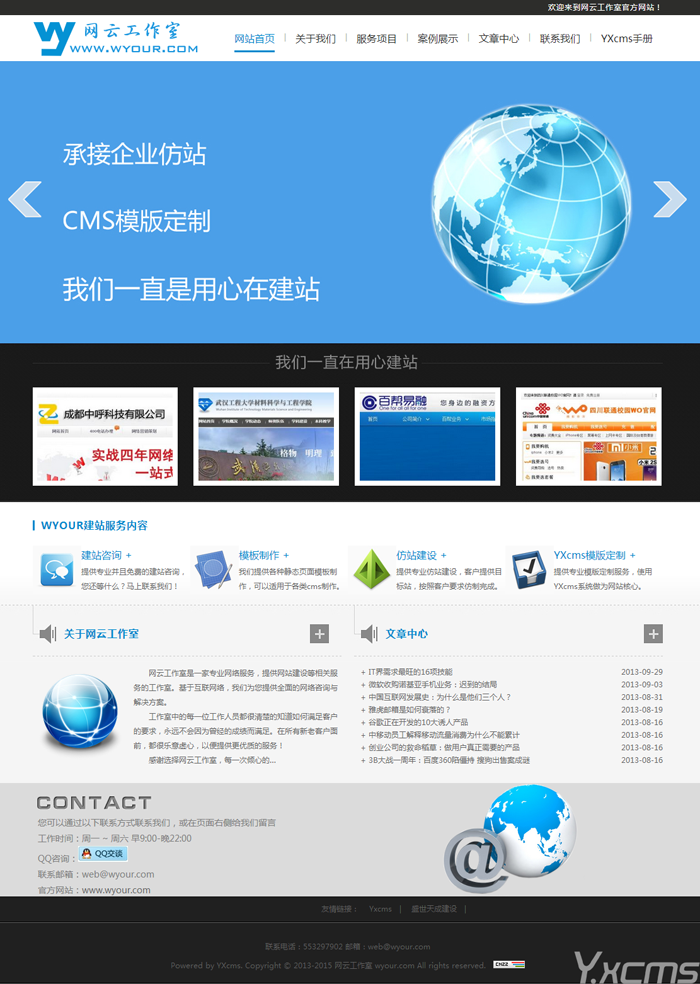 欢迎来到网云工作室官方网站！
WY 网云工作室
WWW.WYOUR.COM
网站首页 关于我们 服务项目 案例展示 文章中心 联系我们 YXcms手册
承接企业仿站
CMS模版定制
我们一直是用心在建站
我们一直在用心建站
成都中呼科技有限公司
实战四年网络
一站式
武汉工程大学材料科学与工程学院
格物 明理
百帮易融
One for all all for one
您身边的融资方
首页
四川联通校园WO官网
WYOUR建站服务内容
建站咨询 +
提供专业并且免费的建站咨询，
您还等什么？马上联系我们！
模板制作 +
我们提供各种静态页面模板制
作，可以适用于各类cms制作。
仿站建设 +
提供专业仿站建设，客户提供目
标站，按照客户要求仿制完成。
YXcms模版定制 +
提供专业模版定制服务，使用
YXcms系统做为网站核心。
关于网云工作室
网云工作室是一家专业网络服务，提供网站建设等相关服
务的工作室。基于互联网络，我们为您提供全面的网络咨询与
解决方案。
工作室中的每一位工作人员都很清楚的知道如何满足客户
的要求，永远不会因为曾经的成绩而满足。在所有新老客户面
前，都很乐意虚心，以便提供更优质的服务！
感谢选择网云工作室，每一次倾心的...
文章中心
+ IT界需求最旺的16项技能 2013-09-29
+ 微软收购诺基亚手机业务：迟到的结局 2013-09-03
+ 中国互联网发展史：为什么是他们三个人？ 2013-08-31
+ 雅虎邮箱是如何衰落的？ 2013-08-19
+ 谷歌正在开发的10大诱人产品 2013-08-16
+ 中移动员工解释移动流量消费为什么不能累计 2013-08-16
+ 创业公司的救命稻草：做用户真正需要的产品 2013-08-16
+ 3B大战一周年：百度360陷僵持 搜狗出售案成谜 2013-08-16
CONTACT
您可以通过以下联系方式联系我们，或在页面右侧给我们留言
工作时间：周一 ~ 周六 早9:00-晚22:00
QQ咨询： QQ交谈
联系邮箱：web@wyour.com
官方网站：www.wyour.com
@
友情链接： Yxcms | 盛世天成建设 |
联系电话：553297902 邮箱：web@wyour.com
Powered by YXcms. Copyright © 2013-2015 网云工作室 wyour.com All rights reserved. CNZZ
Y.xcms